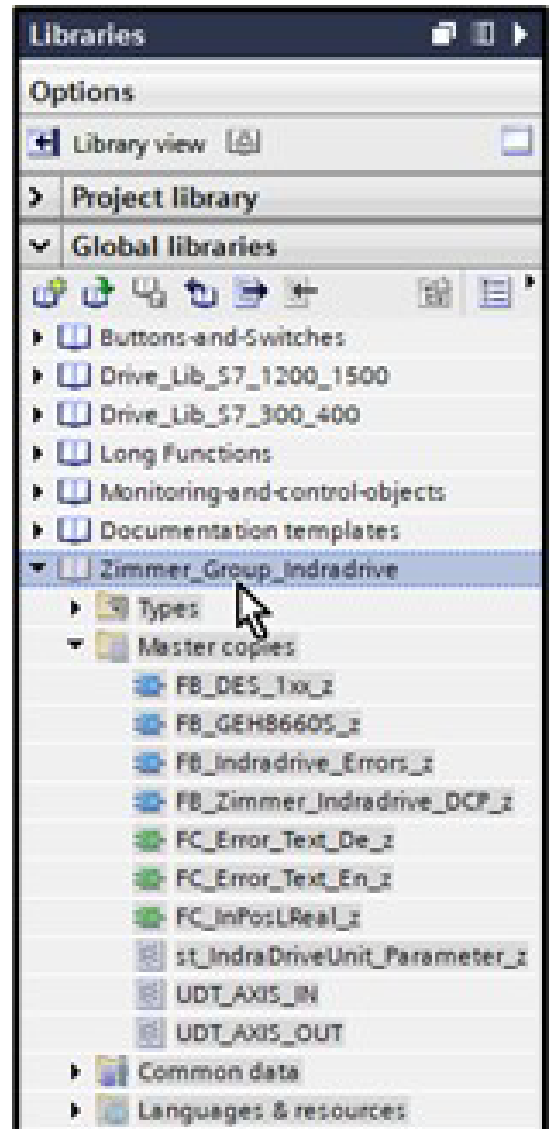 Libraries
Options
Library view
Project library
Global libraries
Buttons-and-Switches
Drive_Lib_S7_1200_1500
Drive_Lib_S7_300_400
Long Functions
Monitoring-and-control-objects
Documentation templates
Zimmer_Group_Indradrive
Types
Master copies
FB_DES_1xx_z
FB_GEH8660S_z
FB_Indradrive_Errors_z
FB_Zimmer_Indradrive_DCP_z
FC_Error_Text_De_z
FC_Error_Text_En_z
FC_InPosLReal_z
st_IndraDriveUnit_Parameter_z
UDT_AXIS_IN
UDT_AXIS_OUT
Common data
Languages & resources